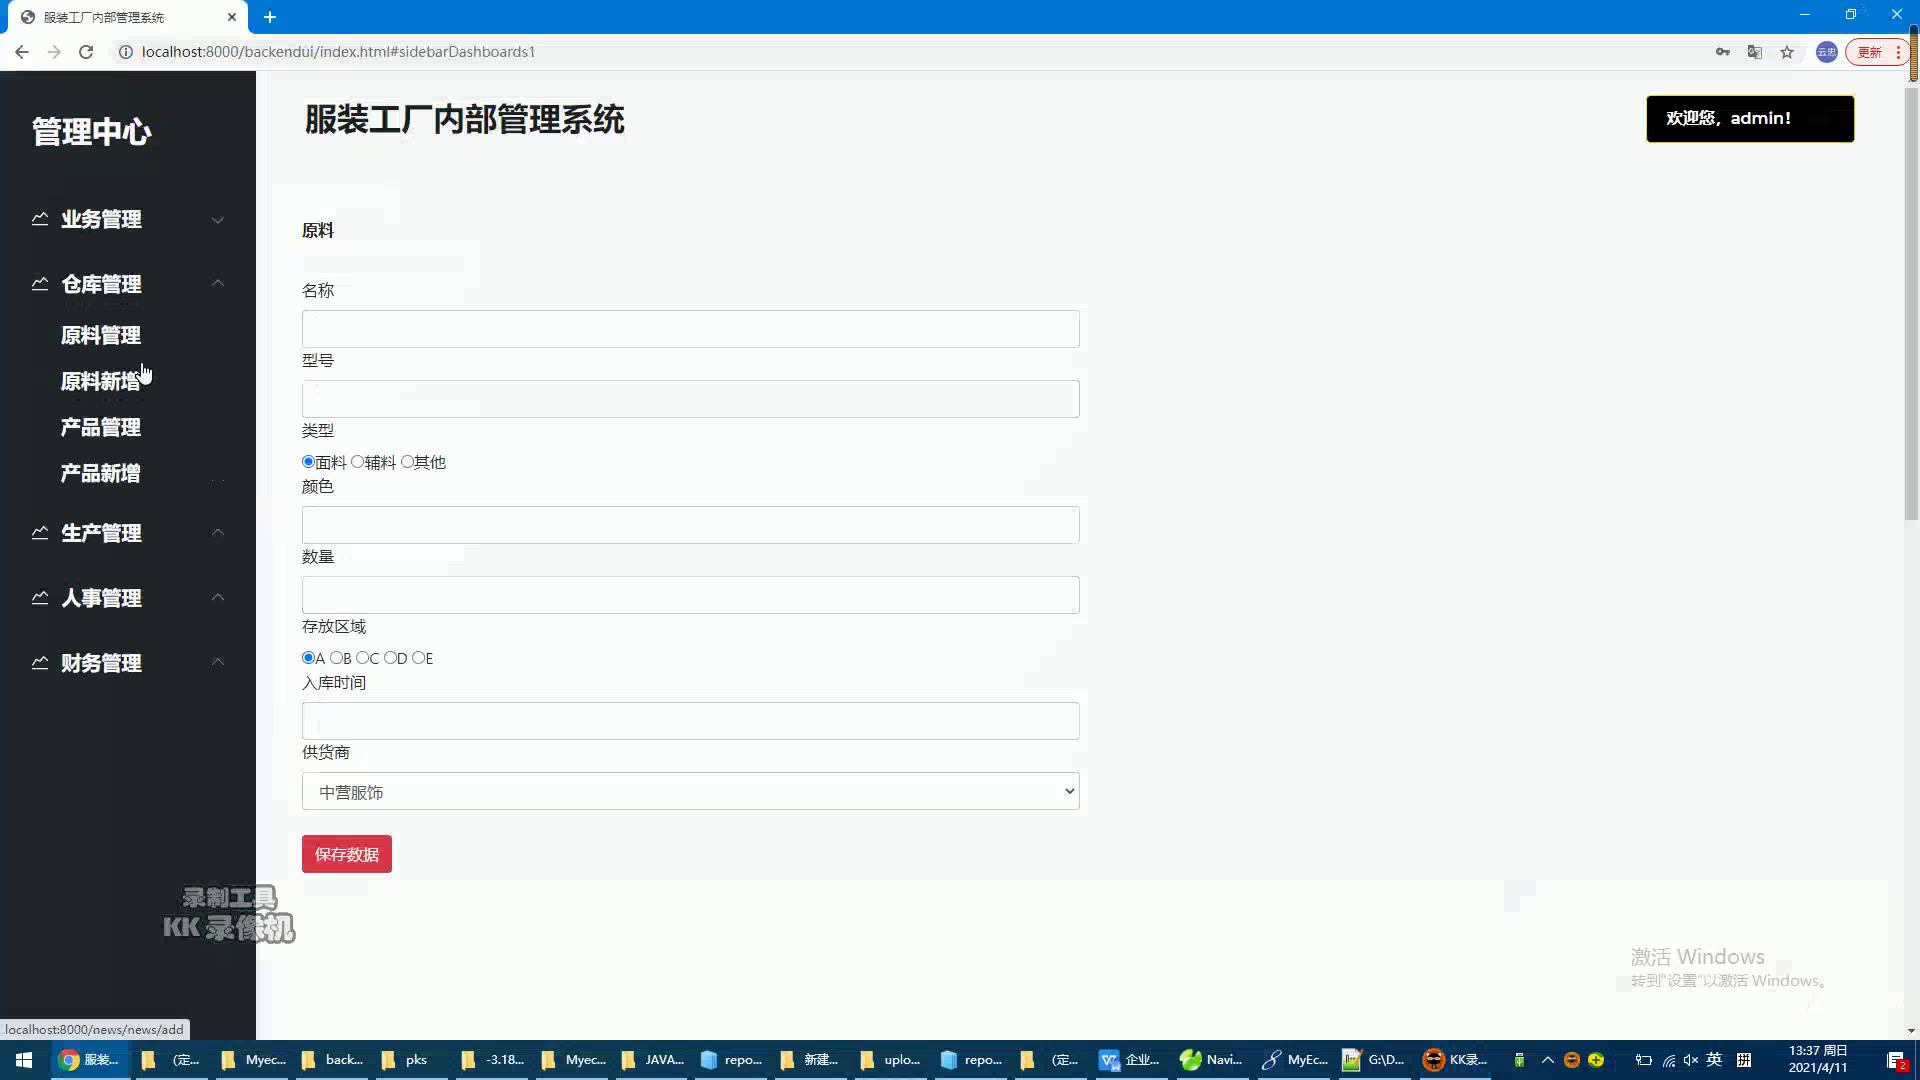 服装工厂内部管理系统
localhost:8000/backendui/index.html#sidebarDashboards1
云忠
更新
管理中心
业务管理
仓库管理
原料管理
原料新增
产品管理
产品新增
生产管理
人事管理
财务管理
服装工厂内部管理系统
欢迎您，admin！
原料
名称
型号
类型
面料 辅料 其他
颜色
数量
存放区域
A B C D E
入库时间
供货商
中营服饰
保存数据
录制工具
KK 录像机
激活 Windows
转到"设置"以激活 Windows。
localhost:8000/news/news/add
服装...
(定...
Myec...
back...
pks
-3.18...
Myec...
JAVA...
repo...
新建...
uplo...
repo...
(定...
企业...
Navi...
MyEc...
G:\D...
KK录...
英
拼
13:37 周日
2021/4/11
2